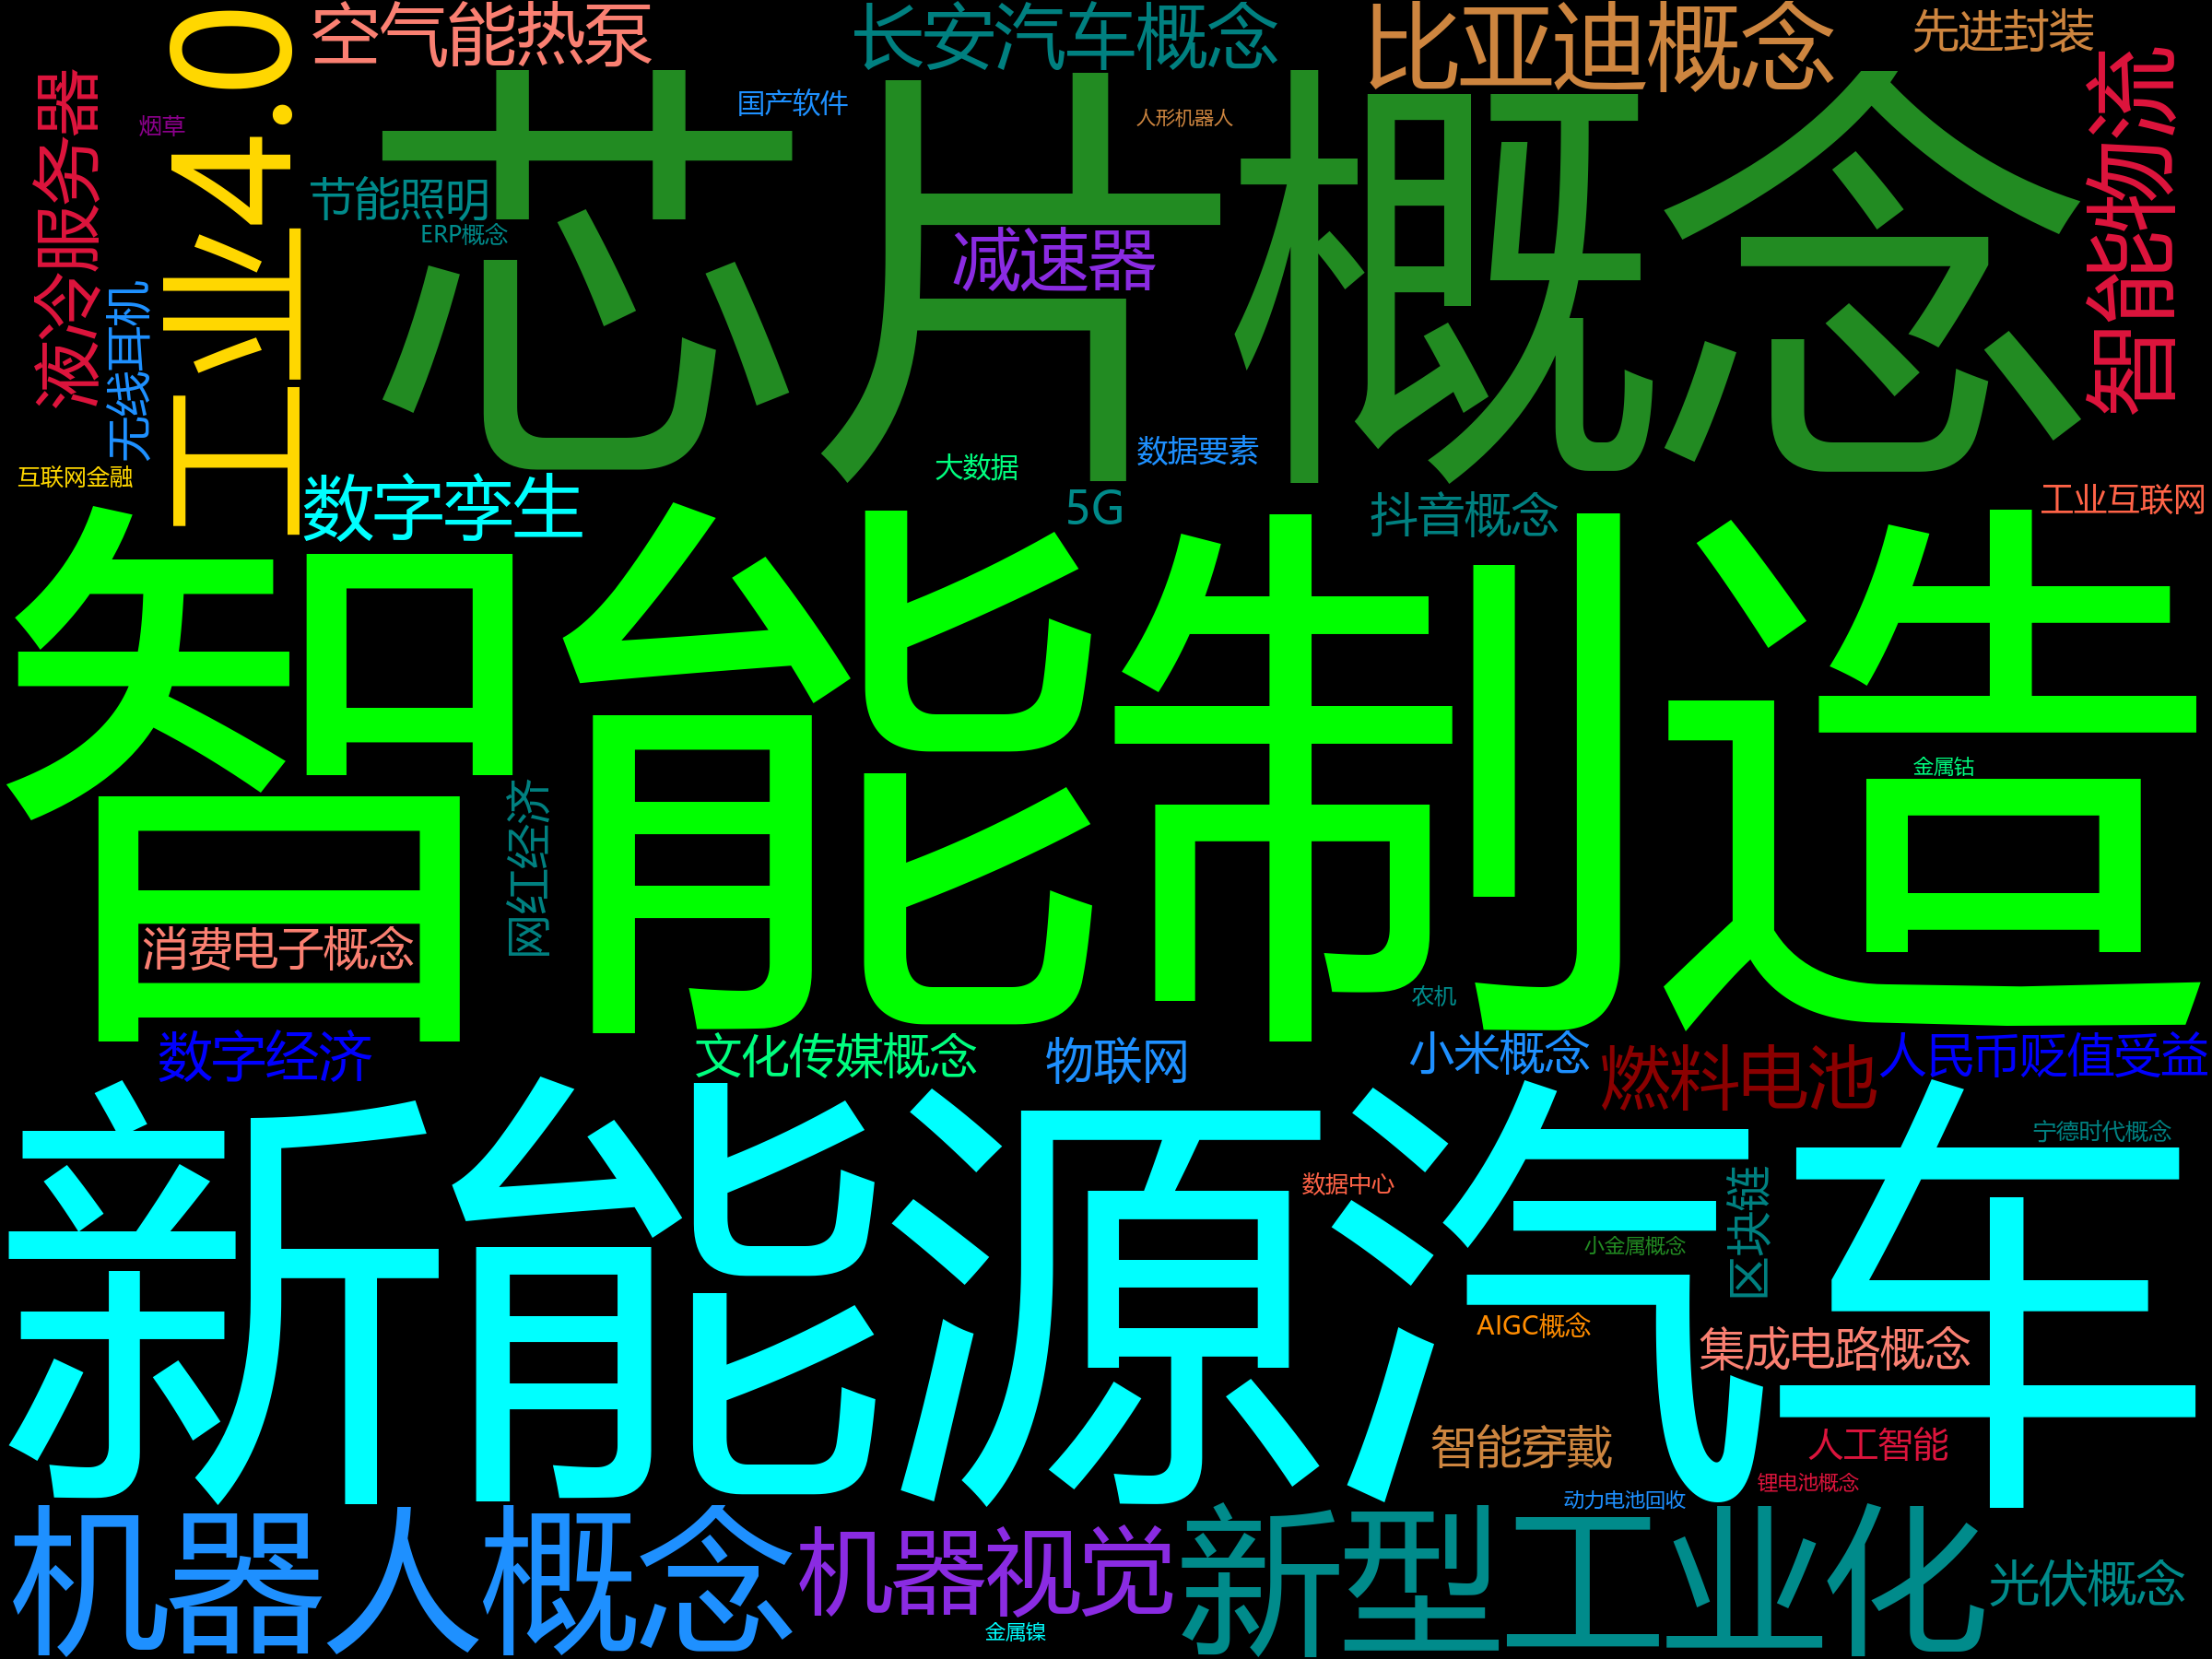 空气能热泵
长安汽车概念
比亚迪概念
先进封装
液冷服务器
烟草
工业4.0
国产软件
人形机器人
芯片概念
智能物流
节能照明
ERP概念
减速器
无线耳机
互联网金融
数字孪生
大数据
数据要素
5G
抖音概念
工业互联网
智能制造
金属钴
网红经济
消费电子概念
农机
数字经济
文化传媒概念
物联网
小米概念
燃料电池
人民币贬值受益
新能源汽车
宁德时代概念
数据中心
区块链
小金属概念
AIGC概念
集成电路概念
智能穿戴
人工智能
锂电池概念
动力电池回收
机器人概念
机器视觉
新型工业化
光伏概念
金属镍